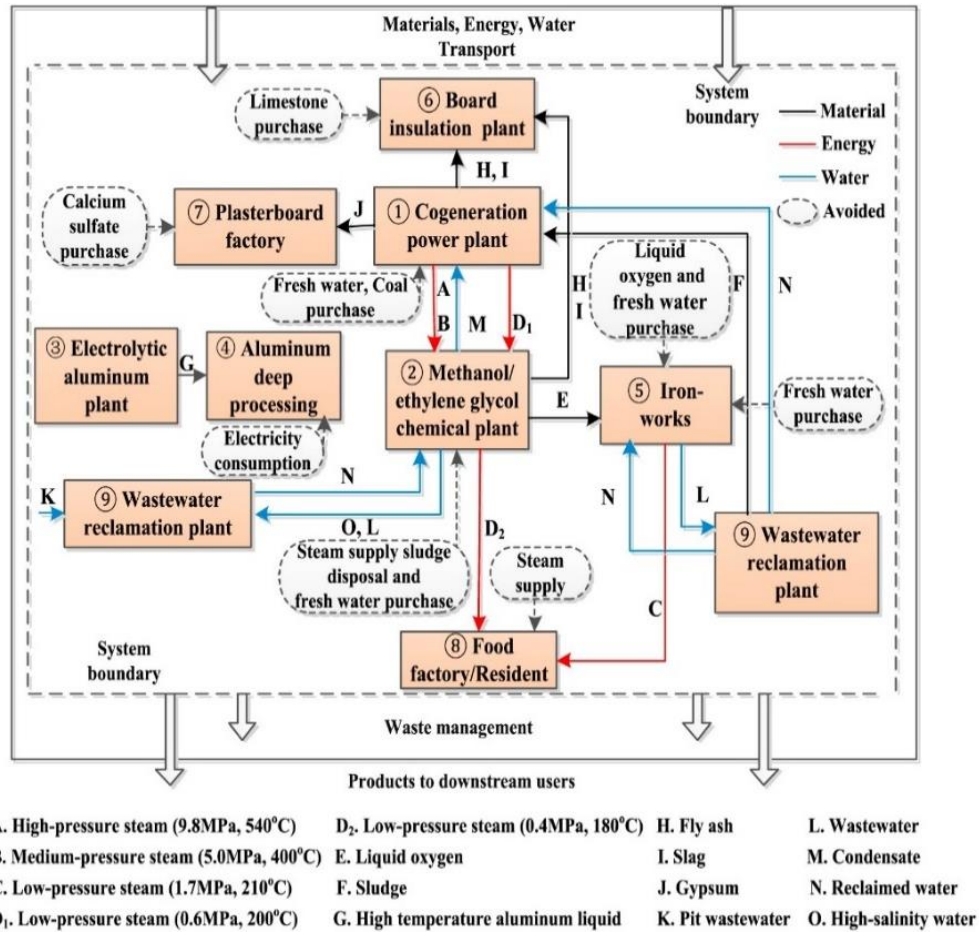 Materials, Energy, Water
Transport
Limestone
purchase
⑥ Board
insulation plant
System
boundary
Material
Energy
Water
Avoided
H, I
Calcium
sulfate
purchase
⑦ Plasterboard
factory
J
① Cogeneration
power plant
Fresh water, Coal
purchase
A
B
M
D₁
H
I
Liquid
oxygen and
fresh water
purchase
F
N
③ Electrolytic
aluminum
plant
G
④ Aluminum
deep
processing
② Methanol/
ethylene glycol
chemical plant
E
⑤ Iron-
works
Fresh water
purchase
Electricity
consumption
K
⑨ Wastewater
reclamation plant
N
O, L
Steam supply sludge
disposal and
fresh water purchase
D₂
Steam
supply
N
L
C
⑨ Wastewater
reclamation
plant
System
boundary
⑧ Food
factory/Resident
Waste management
Products to downstream users
. High-pressure steam (9.8MPa, 540°C)
D₂. Low-pressure steam (0.4MPa, 180°C)
H. Fly ash
L. Wastewater
. Medium-pressure steam (5.0MPa, 400°C)
E. Liquid oxygen
I. Slag
M. Condensate
. Low-pressure steam (1.7MPa, 210°C)
F. Sludge
J. Gypsum
N. Reclaimed water
₁. Low-pressure steam (0.6MPa, 200°C)
G. High temperature aluminum liquid
K. Pit wastewater
O. High-salinity water